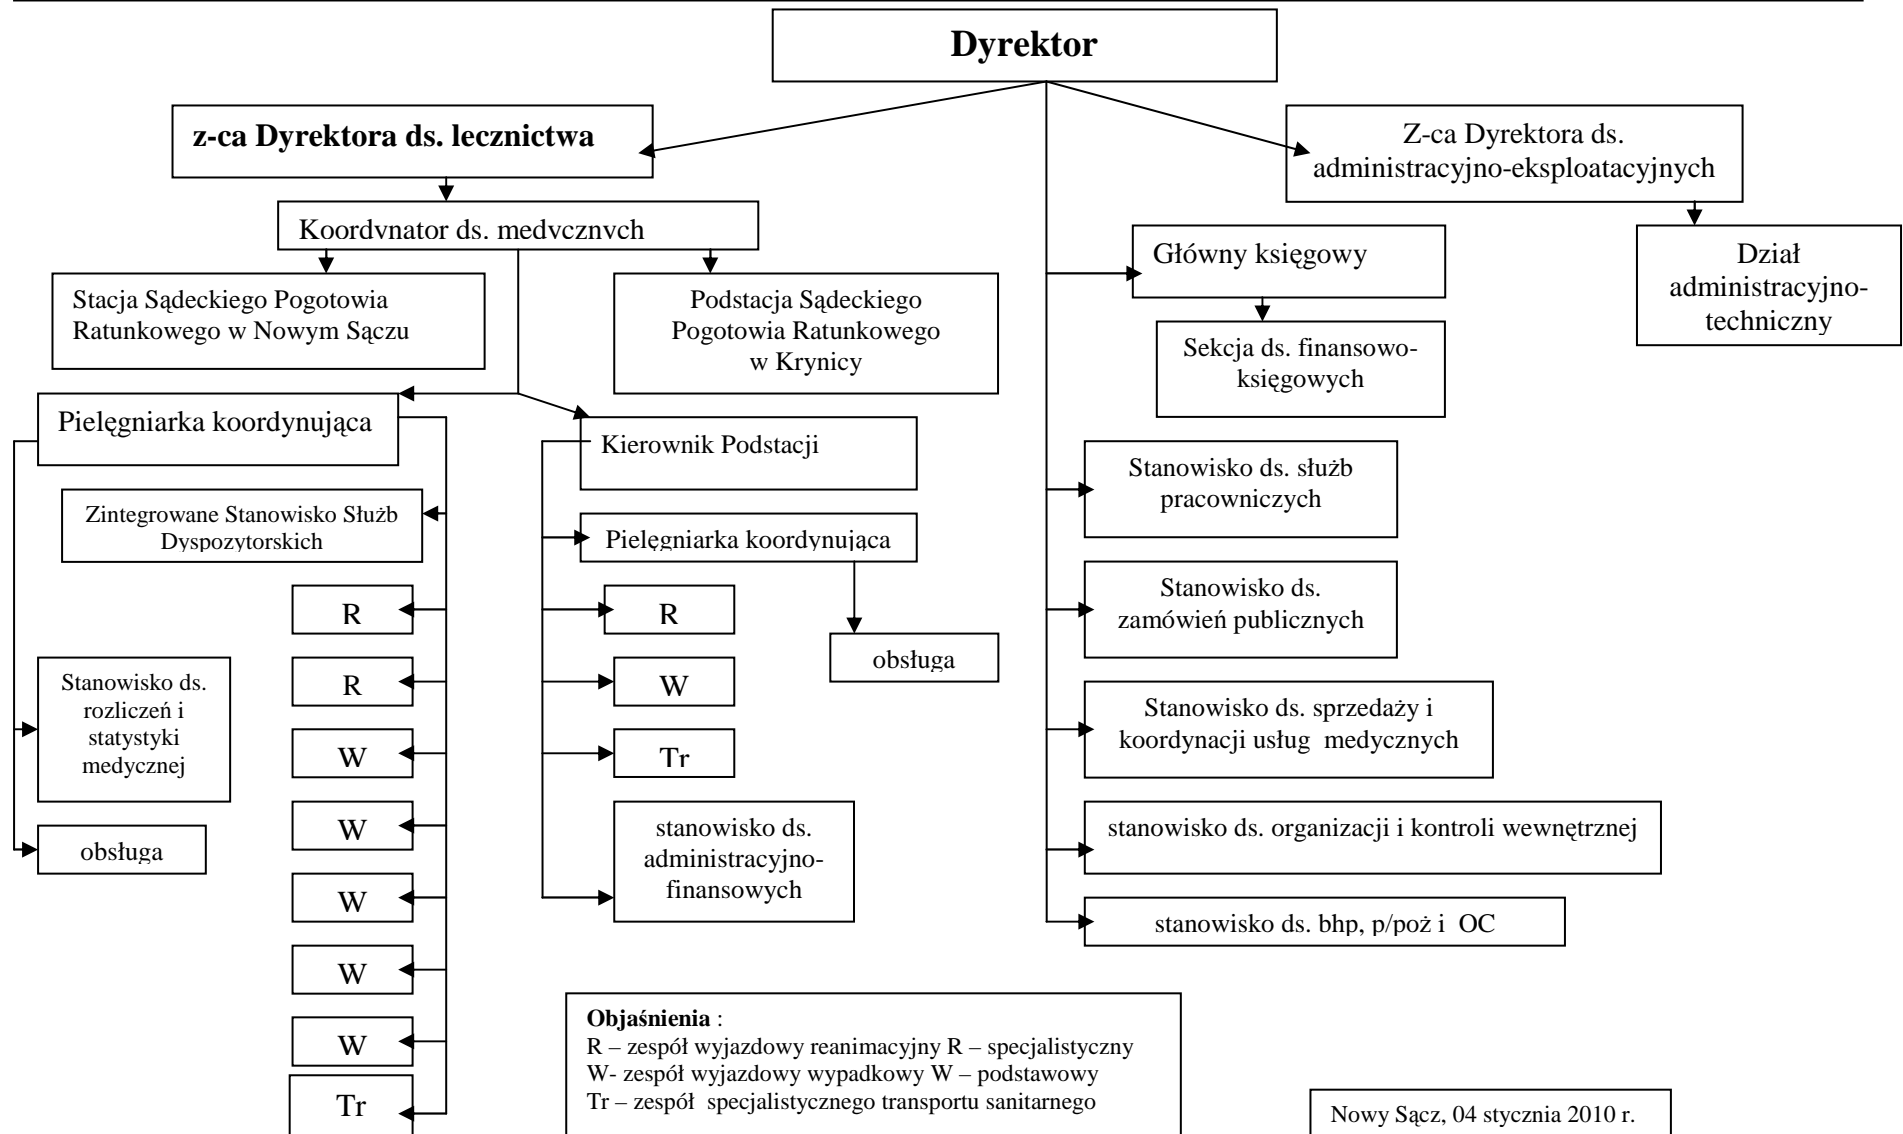 Dyrektor
z-ca Dyrektora ds. lecznictwa
Z-ca Dyrektora ds.
administracyjno-eksploatacyjnych
Koordynator ds. medycznych
Główny księgowy
Dział
administracyjno-
techniczny
Stacja Sądeckiego Pogotowia
Ratunkowego w Nowym Sączu
Podstacja Sądeckiego
Pogotowia Ratunkowego
w Krynicy
Sekcja ds. finansowo-
księgowych
Pielęgniarka koordynująca
Kierownik Podstacji
Stanowisko ds. służb
pracowniczych
Zintegrowane Stanowisko Służb
Dyspozytorskich
Pielęgniarka koordynująca
R
R
Stanowisko ds.
zamówień publicznych
obsługa
Stanowisko ds.
rozliczeń i
statystyki
medycznej
R
W
Stanowisko ds. sprzedaży i
koordynacji usług  medycznych
W
Tr
W
stanowisko ds.
administracyjno-
finansowych
stanowisko ds. organizacji i kontroli wewnętrznej
obsługa
W
stanowisko ds. bhp, p/poż i  OC
W
W
Tr
Objaśnienia :
R – zespół wyjazdowy reanimacyjny R – specjalistyczny
W- zespół wyjazdowy wypadkowy W – podstawowy
Tr – zespół  specjalistycznego transportu sanitarnego
Nowy Sącz, 04 stycznia 2010 r.